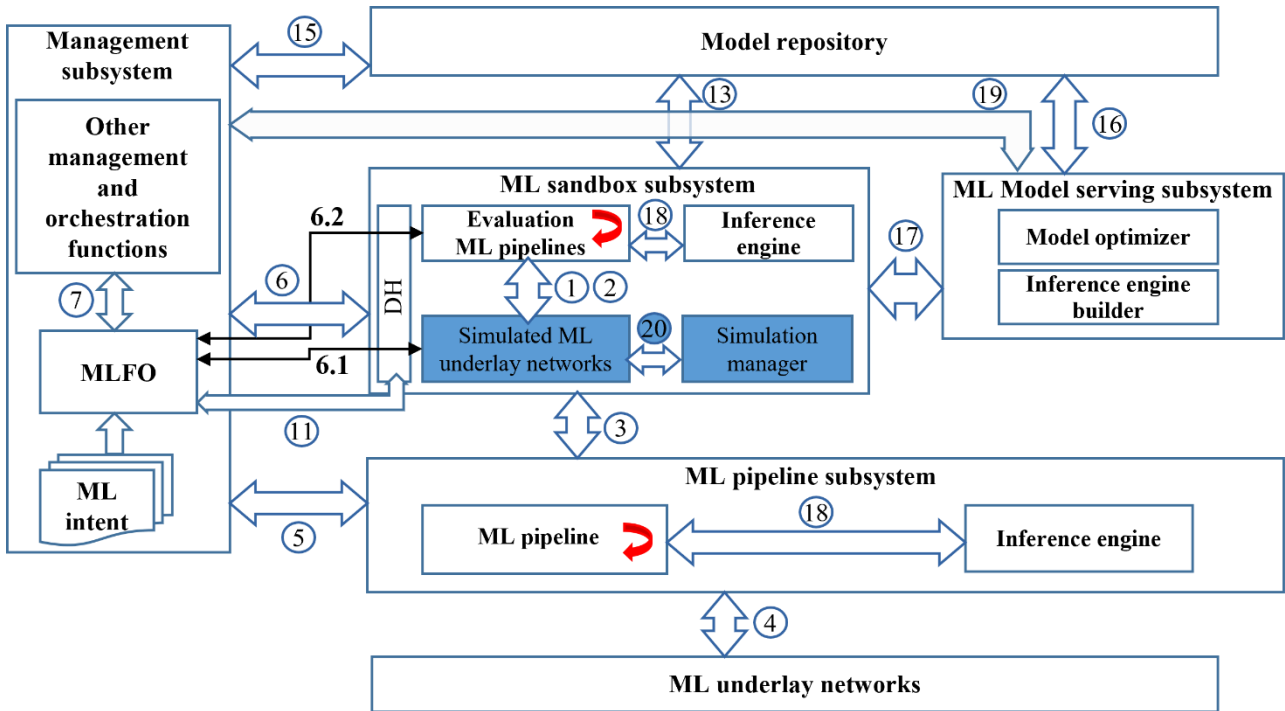 Management
subsystem
15
Model repository
13
19
16
Other
management
and
orchestration
functions
7
MLFO
ML
intent
6.2
6
6.1
11
5
ML sandbox subsystem
DH
Evaluation
ML pipelines
18
Inference
engine
1 2
Simulated ML
underlay networks
20
Simulation
manager
17
ML Model serving subsystem
Model optimizer
Inference engine
builder
3
ML pipeline subsystem
ML pipeline
18
Inference engine
4
ML underlay networks